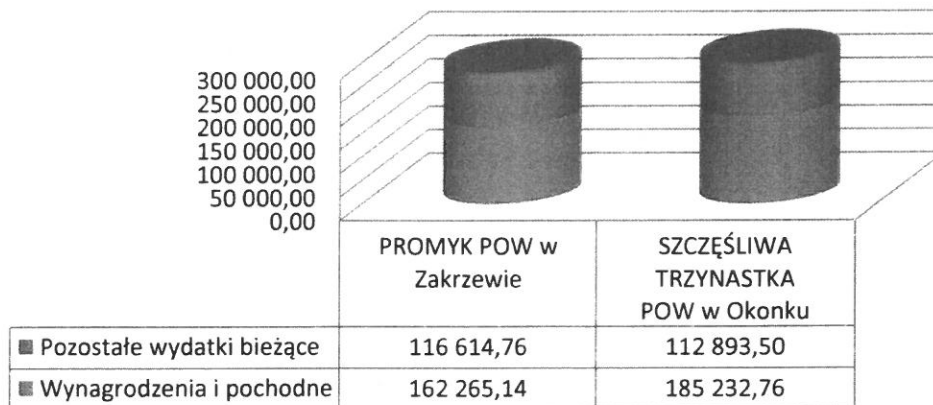 300 000,00
250 000,00
200 000,00
150 000,00
100 000,00
50 000,00
0,00
PROMYK POW w
Zakrzewie
SZCZĘŚLIWA
TRZYNASTKA
POW w Okonku
Pozostałe wydatki bieżące 116 614,76 112 893,50
Wynagrodzenia i pochodne 162 265,14 185 232,76